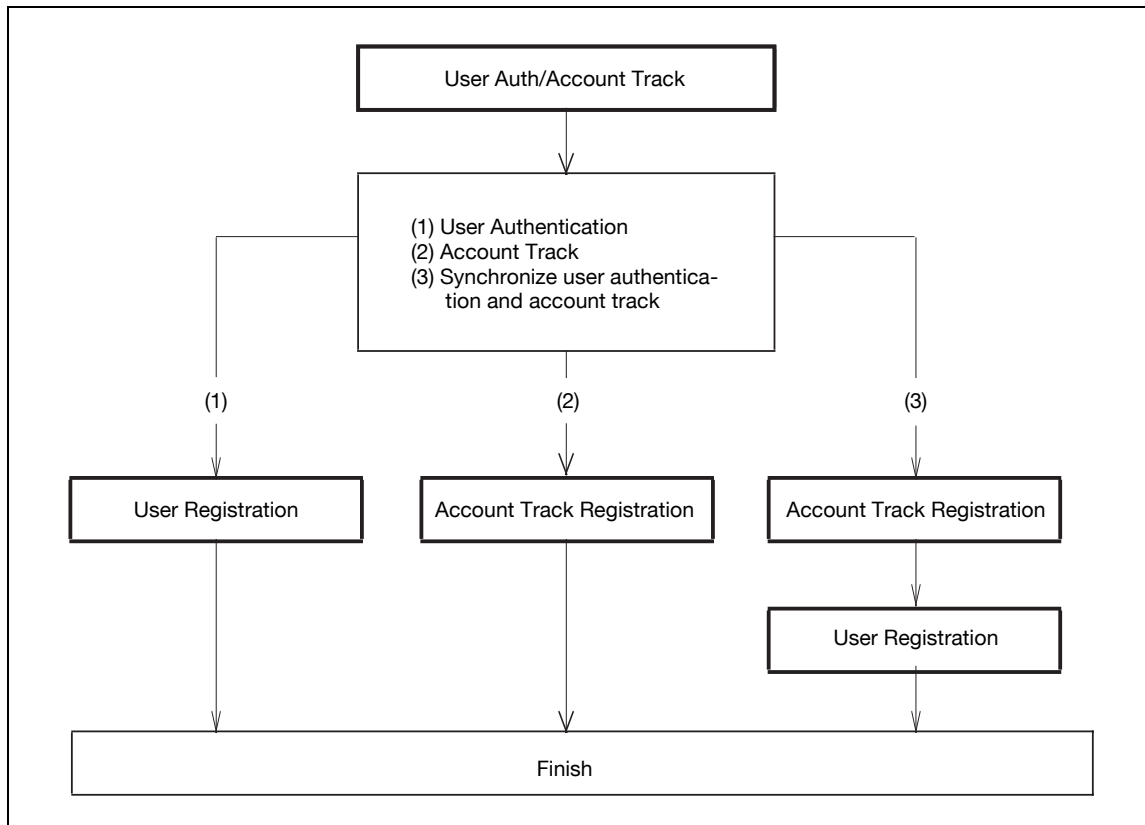 User Auth/Account Track
(1) User Authentication
(2) Account Track
(3) Synchronize user authentica-
tion and account track
(1)
(2)
(3)
User Registration
Account Track Registration
Account Track Registration
User Registration
Finish